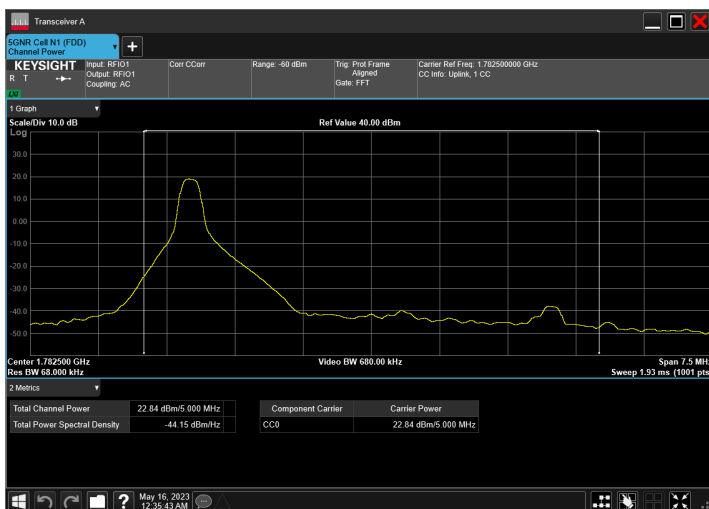 Transceiver A
5GNR Cell N1 (FDD)
Channel Power
KEYSIGHT
R T
LXI
Input: RFIO1
Output: RFIO1
Coupling: AC
Corr CCorr
Range: -60 dBm
Trig: Prot Frame
Aligned
Gate: FFT
Carrier Ref Freq: 1.782500000 GHz
CC Info: Uplink, 1 CC
1 Graph
Scale/Div 10.0 dB
Ref Value 40.00 dBm
Log
30.0
20.0
10.0
0.00
-10.0
-20.0
-30.0
-40.0
-50.0
Center 1.782500 GHz
Video BW 680.00 kHz
Span 7.5 MHz
Res BW 68.000 kHz
Sweep 1.93 ms (1001 pts
2 Metrics
Total Channel Power 22.84 dBm/5.000 MHz
Total Power Spectral Density -44.15 dBm/Hz
Component Carrier Carrier Power
CC0 22.84 dBm/5.000 MHz
May 16, 2023
12:35:43 AM